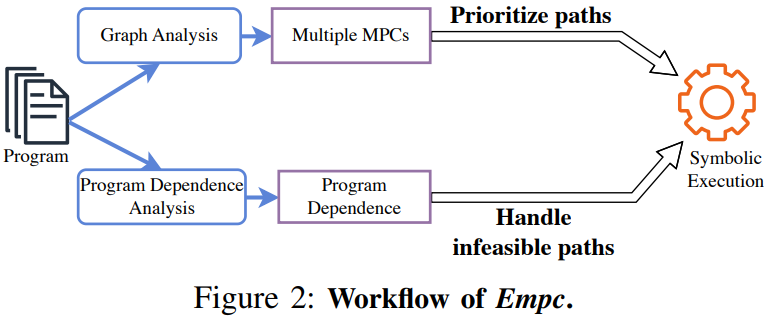 Graph Analysis
Multiple MPCs
Prioritize paths
Program
Symbolic
Execution
Program Dependence
Analysis
Program
Dependence
Handle
infeasible paths
Figure 2: Workflow of Empc.